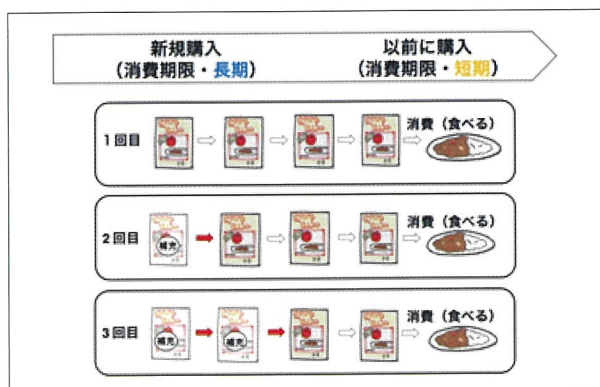 新規購入
(消費期限・長期)
以前に購入
(消費期限・短期)
1回目
消費(食べる)
2回目
補充
消費(食べる)
3回目
補充
補充
消費(食べる)